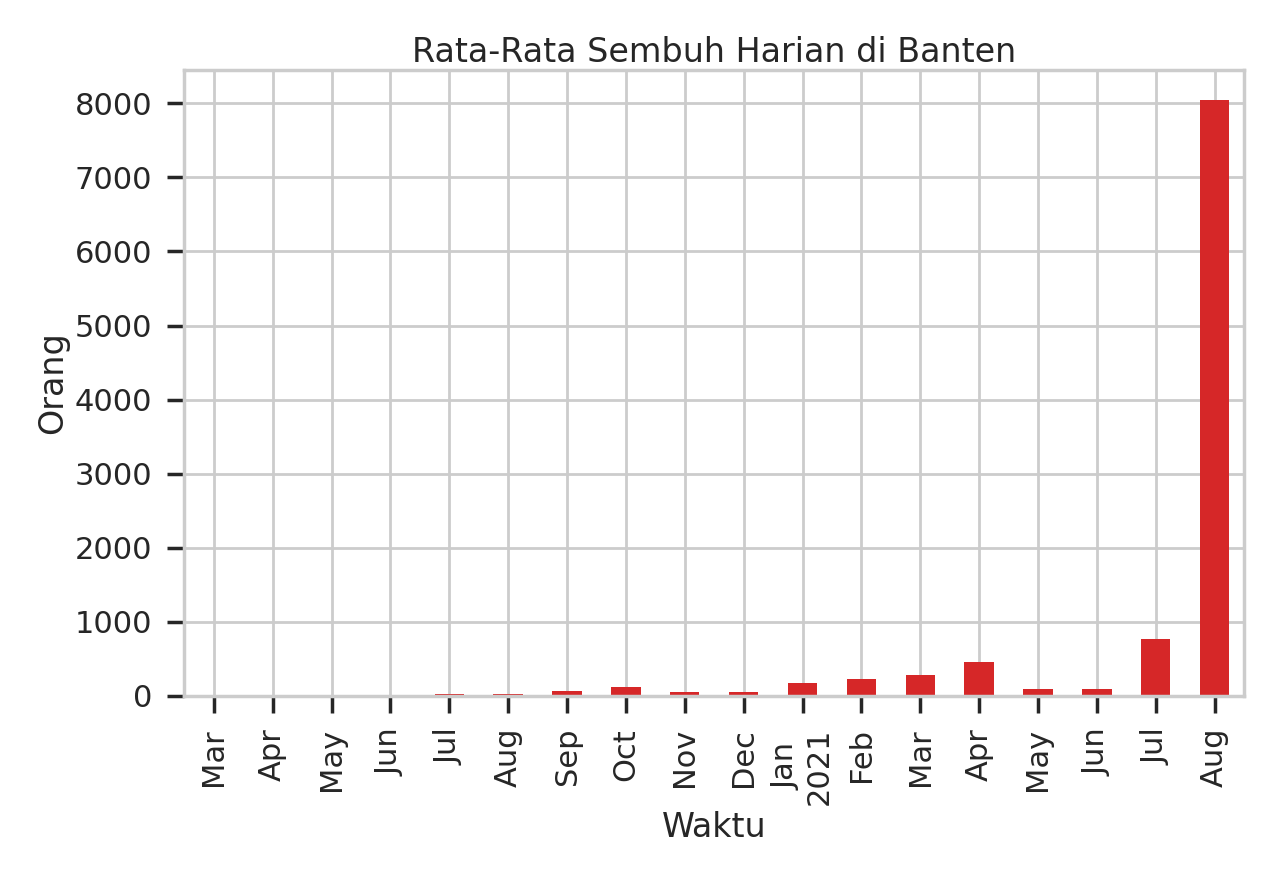 Rata-Rata Sembuh Harian di Banten
Orang
8000
7000
6000
5000
4000
3000
2000
1000
0
Mar
Apr
May
Jun
Jul
Aug
Sep
Oct
Nov
Dec
Jan
2021
Feb
Mar
Apr
May
Jun
Jul
Aug
Waktu